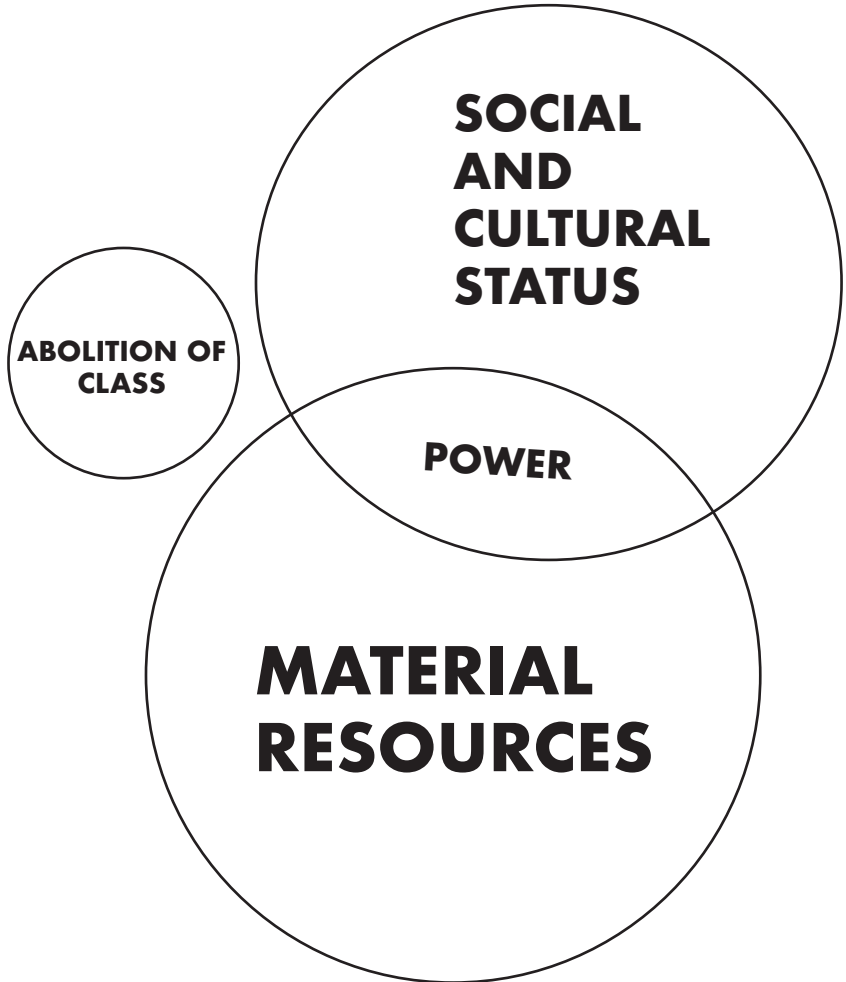 SOCIAL
AND
CULTURAL
STATUS
ABOLITION OF
CLASS
POWER
MATERIAL
RESOURCES